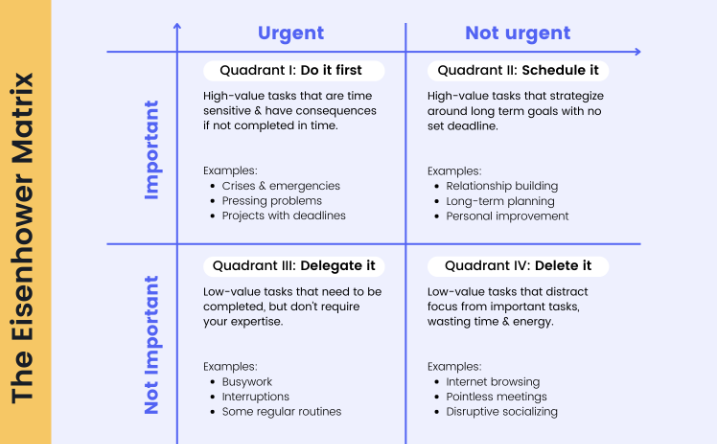 The Eisenhower Matrix
Urgent
Not urgent
Important
Quadrant I: Do it first
High-value tasks that are time
sensitive & have consequences
if not completed in time.
Examples:
Crises & emergencies
Pressing problems
Projects with deadlines
Quadrant II: Schedule it
High-value tasks that strategize
around long term goals with no
set deadline.
Examples:
Relationship building
Long-term planning
Personal improvement
Not Important
Quadrant III: Delegate it
Low-value tasks that need to be
completed, but don't require
your expertise.
Examples:
Busywork
Interruptions
Some regular routines
Quadrant IV: Delete it
Low-value tasks that distract
focus from important tasks,
wasting time & energy.
Examples:
Internet browsing
Pointless meetings
Disruptive socializing